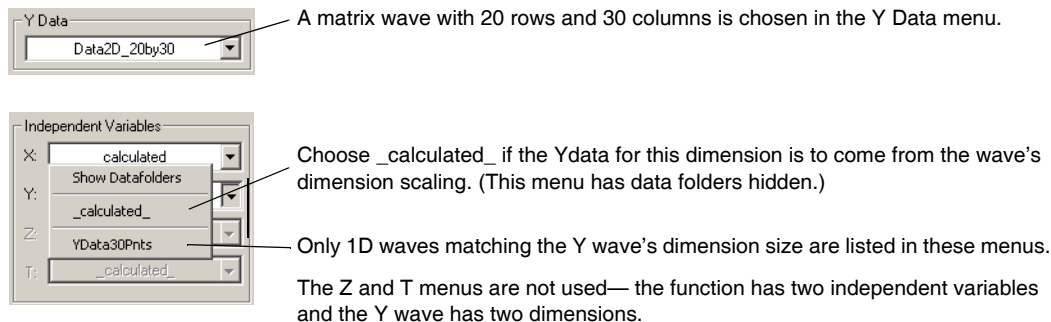 Y Data
Data2D_20by30
A matrix wave with 20 rows and 30 columns is chosen in the Y Data menu.
Independent Variables
X:
calculated
Show Datafolders
Y:
_calculated_
Z:
YData30Pnts
T:
_calculated_
Choose _calculated_ if the Ydata for this dimension is to come from the wave’s
dimension scaling. (This menu has data folders hidden.)
Only 1D waves matching the Y wave’s dimension size are listed in these menus.
The Z and T menus are not used— the function has two independent variables
and the Y wave has two dimensions.